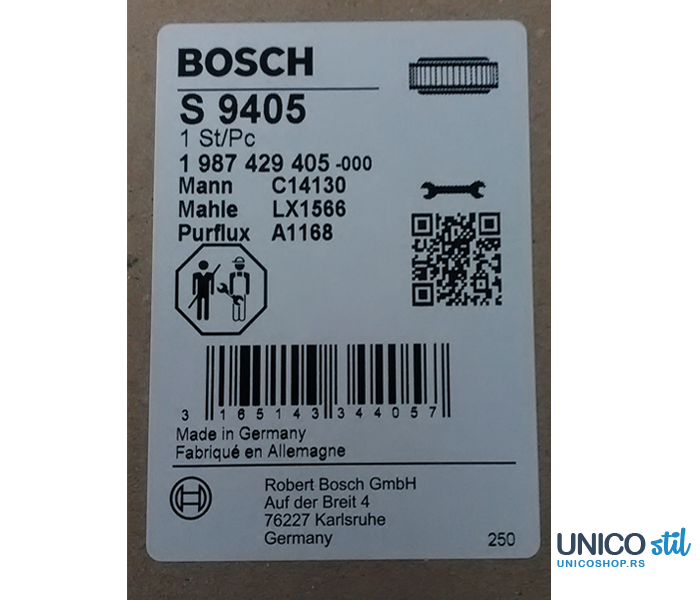 BOSCH
S 9405
1 St/Pc
1 987 429 405 -000
Mann C14130
Mahle LX1566
Purflux A1168
3 165143 344057
Made in Germany
Fabriqué en Allemagne
Robert Bosch GmbH
Auf der Breit 4
76227 Karlsruhe
Germany
250
UNICO stil
UNICOSHOP.RS